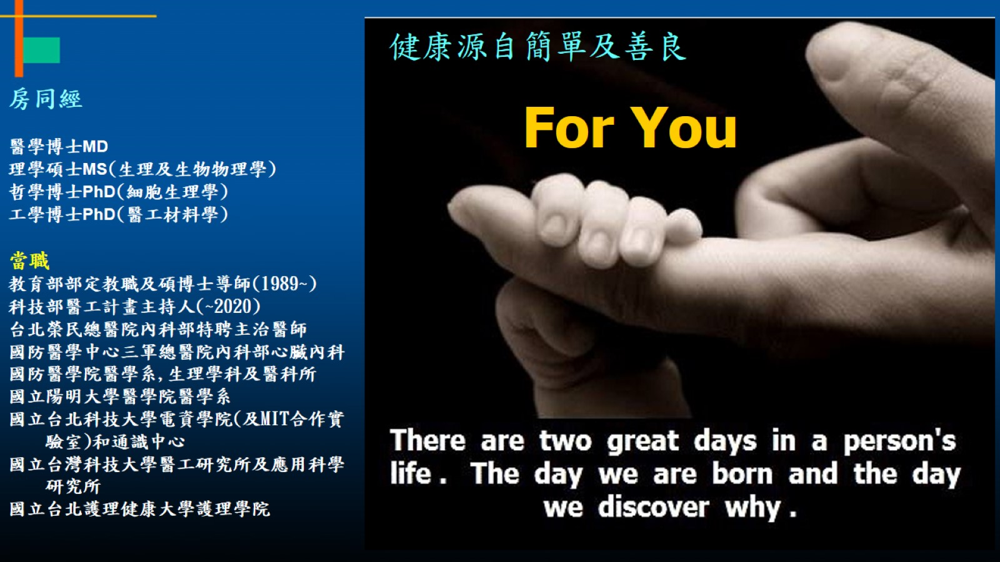 房同經
醫學博士MD
理學碩士MS(生理及生物物理學)
哲學博士PhD(細胞生理學)
工學博士PhD(醫工材料學)
當職
教育部部定教職及碩博士導師(1989~)
科技部醫工計畫主持人(~2020)
台北榮民總醫院內科部特聘主治醫師
國防醫學中心三軍總醫院內科部心臟內科
國防醫學院醫學系,生理學科及醫科所
國立陽明大學醫學院醫學系
國立台北科技大學電資學院(及MIT合作實
驗室)和通識中心
國立台灣科技大學醫工研究所及應用科學
研究所
國立台北護理健康大學護理學院
健康源自簡單及善良
For You
There are two great days in a person's
life . The day we are born and the day
we discover why .